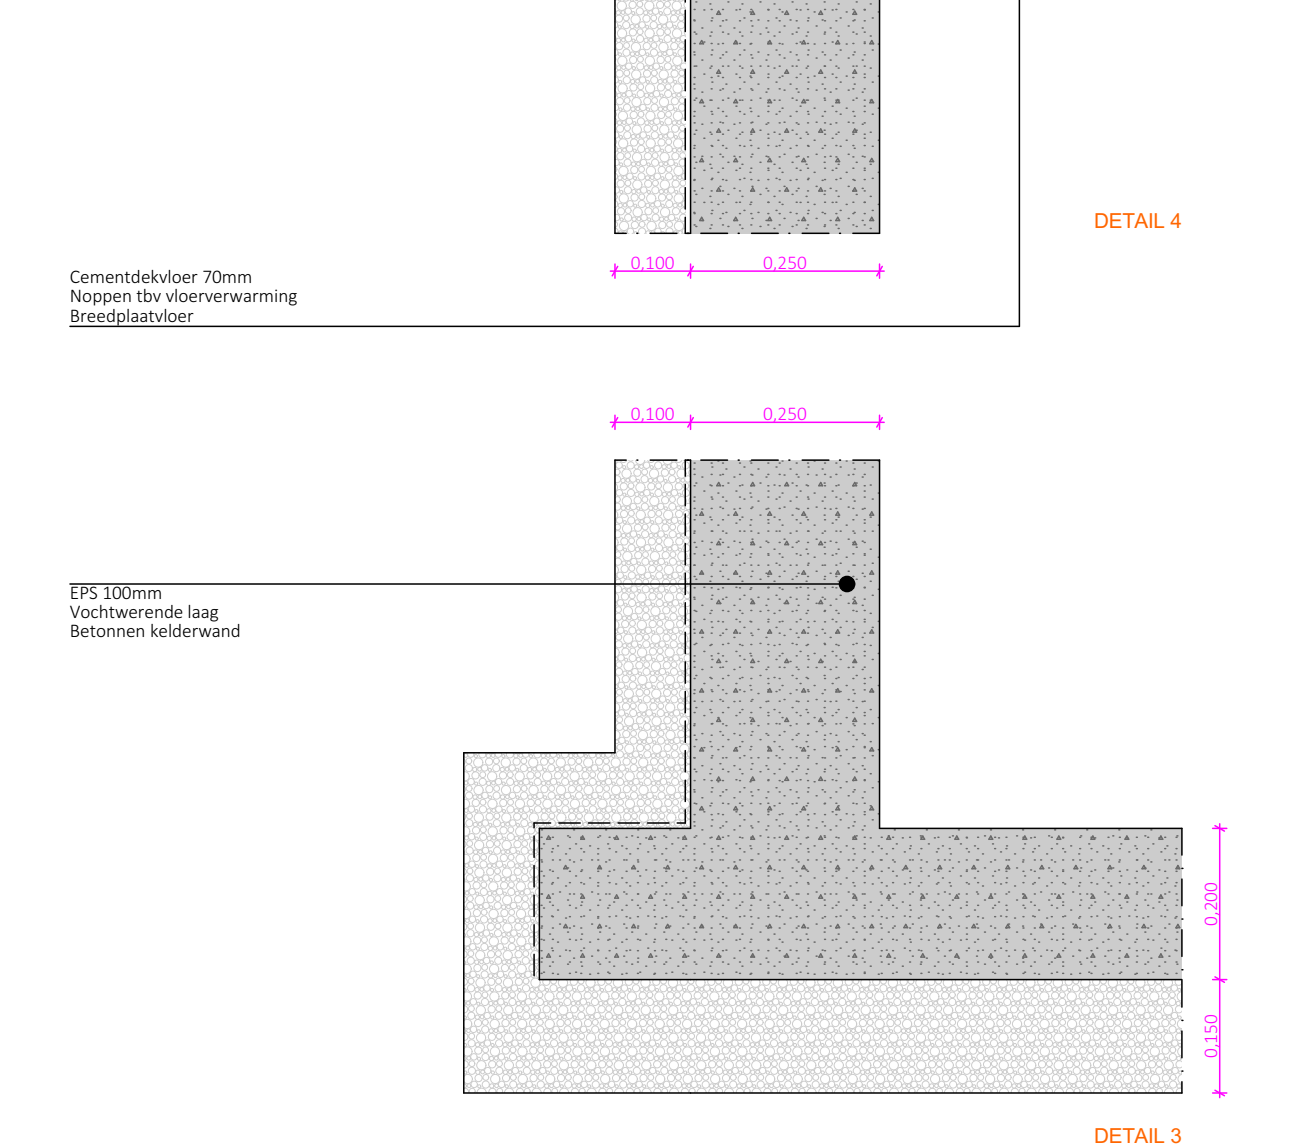 DETAIL 4
0,100 0,250
Cementdekvloer 70mm
Noppen tbv vloerverwarming
Breedplaatvloer
0,100 0,250
EPS 100mm
Vochtwerende laag
Betonnen kelderwand
0,200
0,150
DETAIL 3